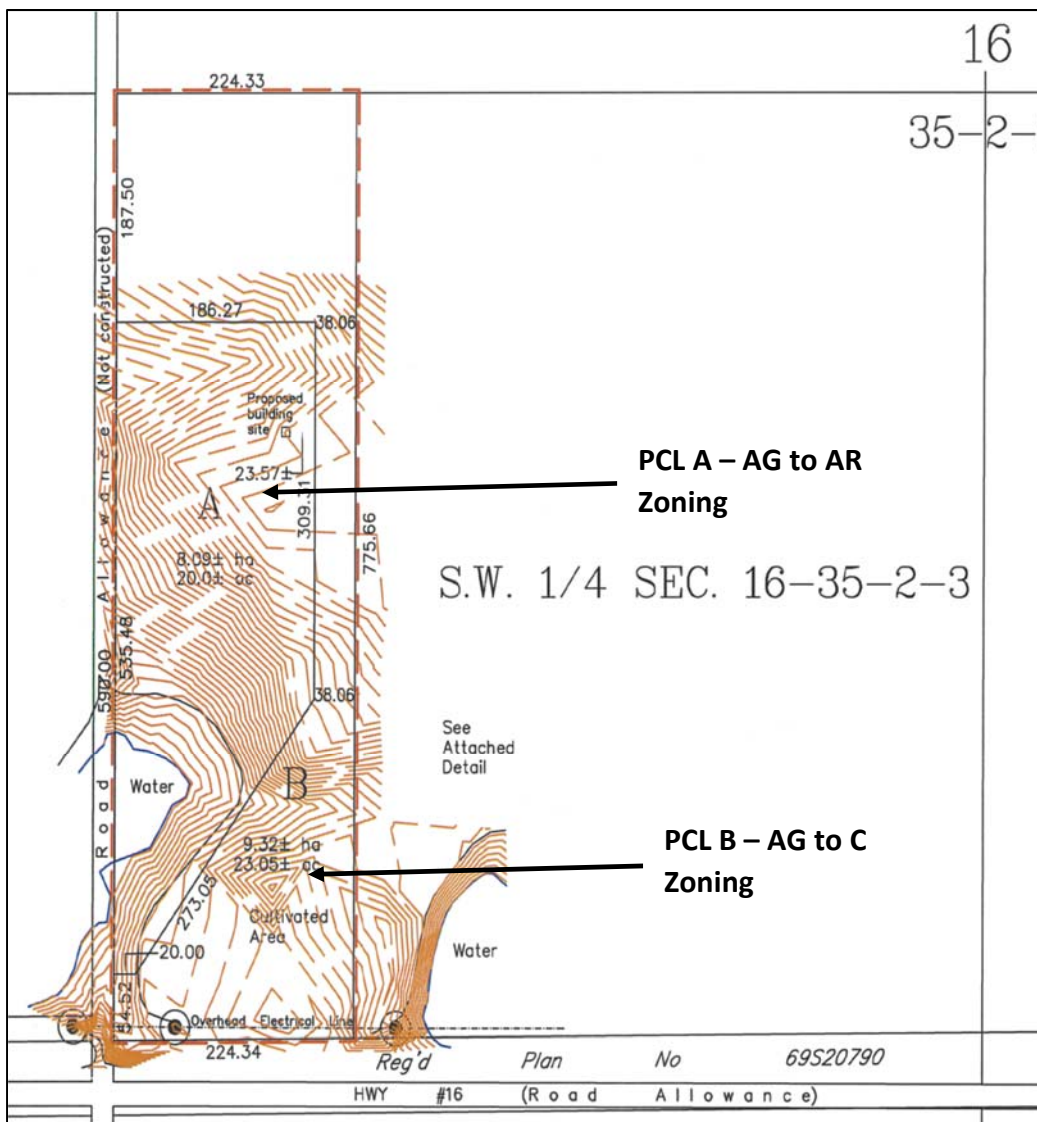 16
224.33
35-2-
187.50
Road Allowance (Not constructed)
186.27
38.06
Proposed
building
site
23.57±
PCL A – AG to AR
Zoning
A
309.31
775.66
8.09± ha
20.0± ac
S.W. 1/4 SEC. 16-35-2-3
535.48
590.00
38.06
See
Attached
Detail
Water
B
PCL B – AG to C
Zoning
9.32± ha
23.05± ac
273.05
Cultivated
Area
20.00
Water
Overhead Electrical Line
224.34
Reg'd Plan No 69S20790
HWY #16 (Road Allowance)